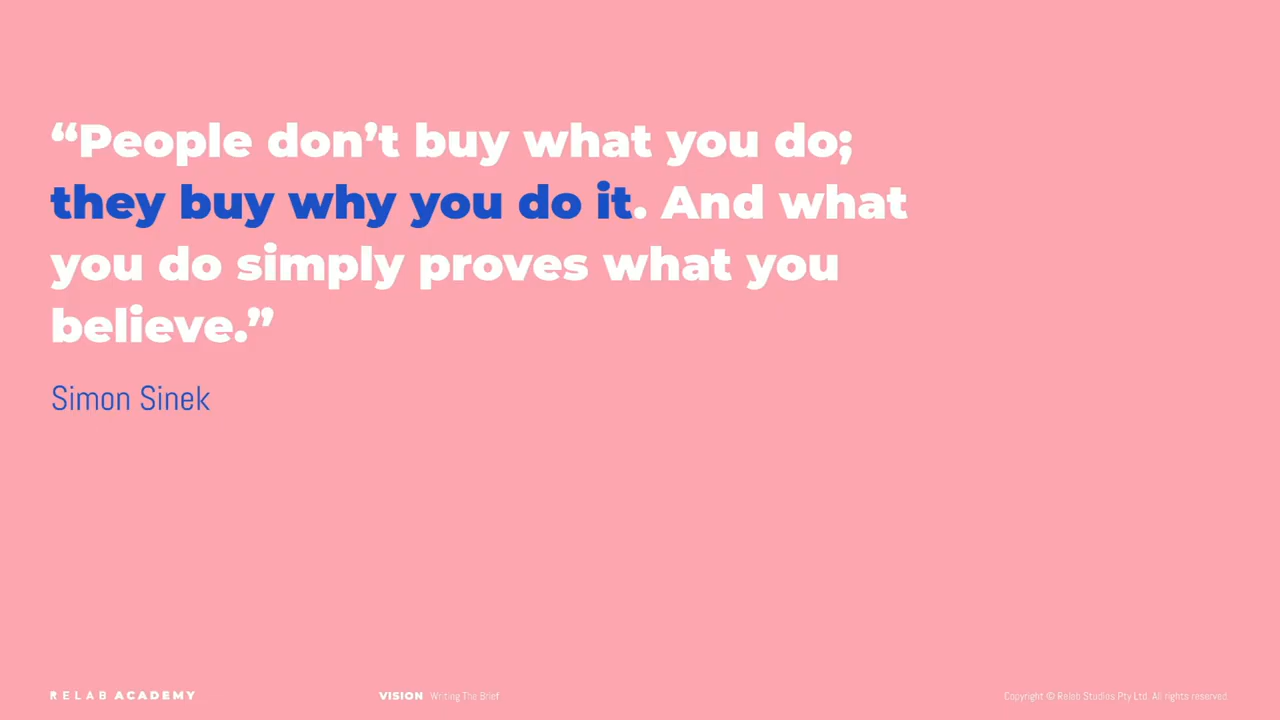 “People don’t buy what you do;
they buy why you do it. And what
you do simply proves what you
believe.”
Simon Sinek
RELAB ACADEMY
VISION Writing The Brief
Copyright © Relab Studios Pty Ltd. All rights reserved